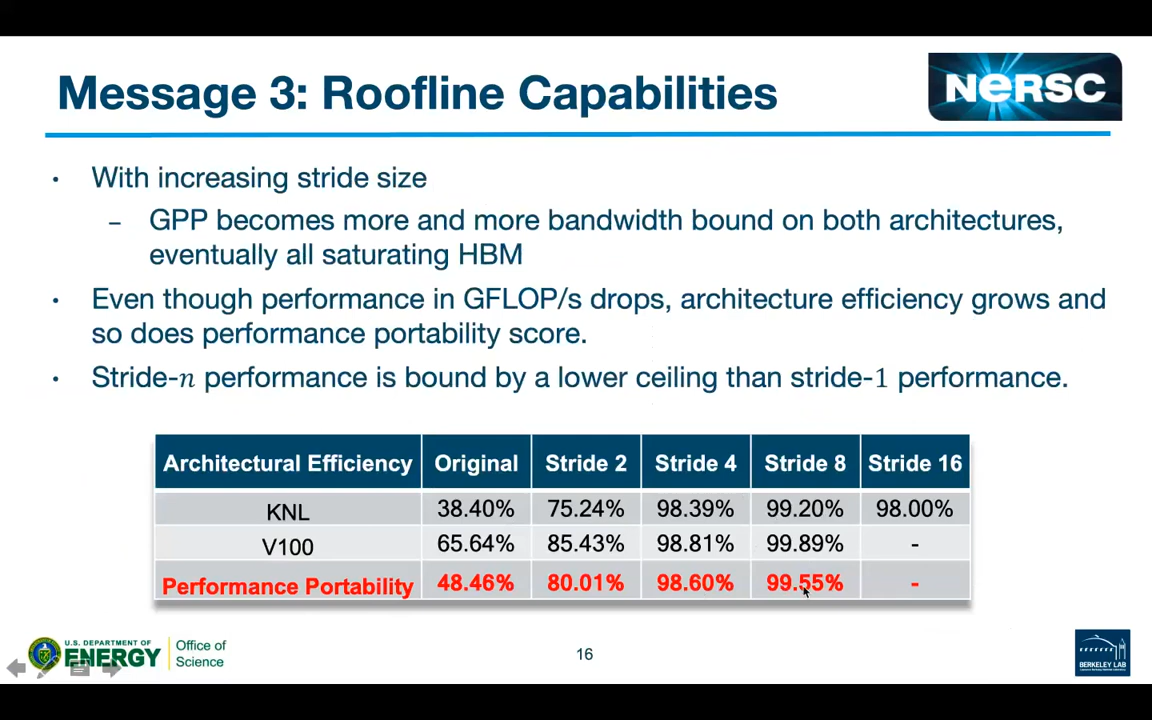 Message 3: Roofline Capabilities
NERSC
• With increasing stride size
– GPP becomes more and more bandwidth bound on both architectures,
eventually all saturating HBM
• Even though performance in GFLOP/s drops, architecture efficiency grows and
so does performance portability score.
• Stride-n performance is bound by a lower ceiling than stride-1 performance.
Architectural Efficiency Original Stride 2 Stride 4 Stride 8 Stride 16
KNL 38.40% 75.24% 98.39% 99.20% 98.00%
V100 65.64% 85.43% 98.81% 99.89% -
Performance Portability 48.46% 80.01% 98.60% 99.55% -
U.S. DEPARTMENT OF
ENERGY
Office of
Science
16
BERKELEY LAB